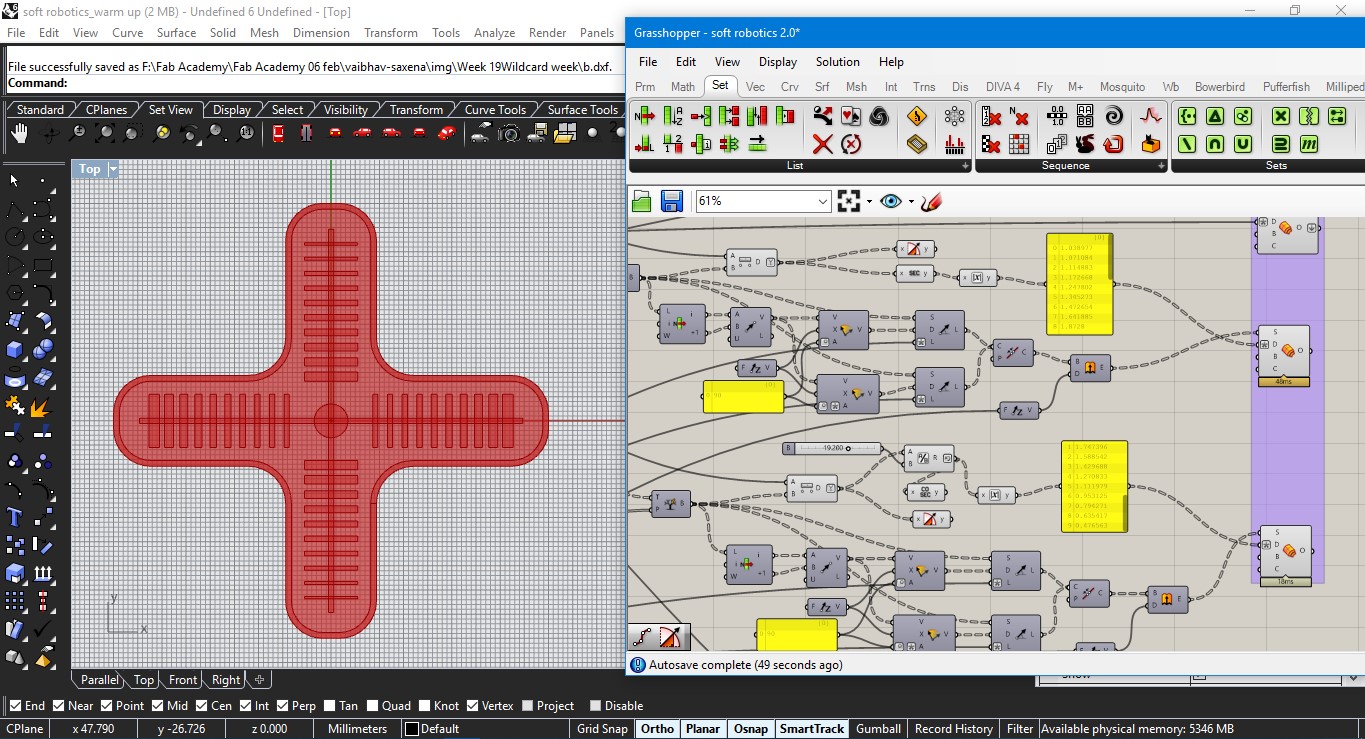 soft robotics_warm up (2 MB) - Undefined 6 Undefined - [Top]
File Edit View Curve Surface Solid Mesh Dimension Transform Tools Analyze Render Panels
File successfully saved as F:\Fab Academy\Fab Academy 06 feb\vaibhav-saxena\img\Week 19Wildcard week\b.dxf.
Command:
Standard CPlanes Set View Display Select Visibility Transform Curve Tools Surface Tools
Top
y
x
Parallel Top Front Right
Grasshopper - soft robotics 2.0*
File Edit View Display Solution Help
Prm Math Set Vec Crv Srf Msh Int Trns Dis DIVA 4 Fly M+ Mosquito Wb Bowerbird Pufferfish Milliped
List Sequence Sets
61%
D
B
C
A
B
D
x y
x SEC y
x |x| y
L
W
N
i
+1
A
B
U
V
V
X
A
V
S
D
L
L
C
P
C
B
D
E
F V
S
D
B
C
O
48ms
B 19.200
A
B
R
x CO SEC y
T
P
B
18ms
Autosave complete (49 seconds ago)
End Near Point Mid Cen Int Perp Tan Quad Knot Vertex Project Disable
CPlane x 47.790 y -26.726 z 0.000 Millimeters Default Grid Snap Ortho Planar Osnap SmartTrack Gumball Record History Filter Available physical memory: 5346 MB